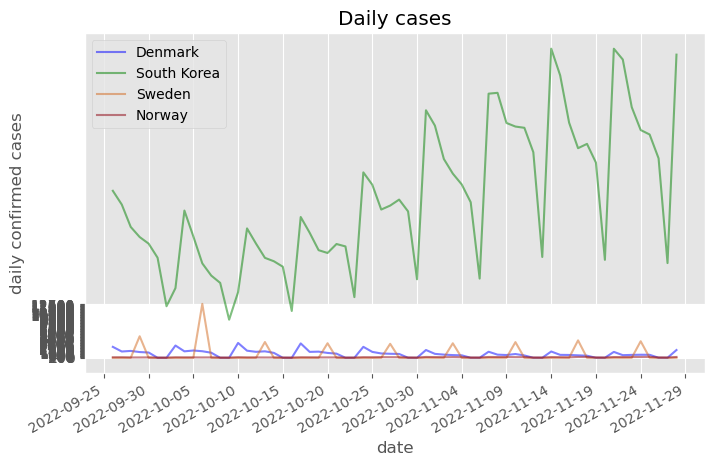 Daily cases
Denmark
South Korea
Sweden
Norway
daily confirmed cases
2022-09-25
2022-09-30
2022-10-05
2022-10-10
2022-10-15
2022-10-20
2022-10-25
2022-10-30
2022-11-04
2022-11-09
2022-11-14
2022-11-19
2022-11-24
2022-11-29
date